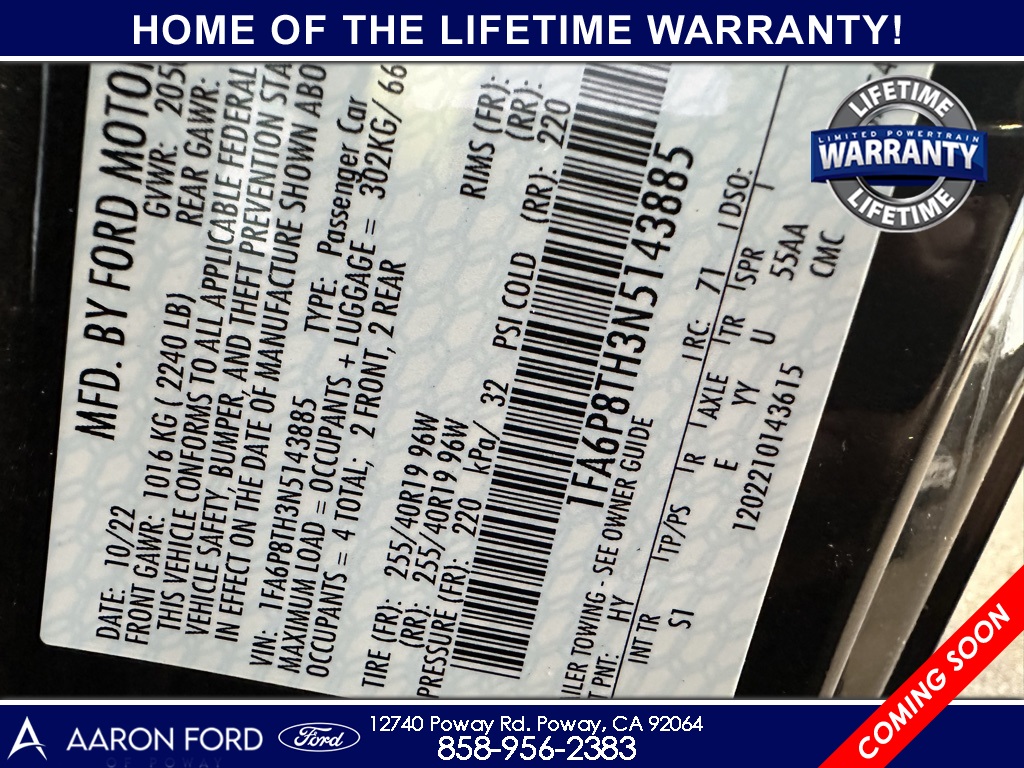 HOME OF THE LIFETIME WARRANTY!
LIFETIME
LIMITED POWERTRAIN
WARRANTY
LIFETIME
MFD. BY FORD MOTOR
DATE: 10/22 GVWR: 2050
FRONT GAWR: 1016 KG ( 2240 LB) REAR GAWR:
THIS VEHICLE CONFORMS TO ALL APPLICABLE FEDERAL
VEHICLE SAFETY, BUMPER, AND THEFT PREVENTION STA
IN EFFECT ON THE DATE OF MANUFACTURE SHOWN ABO
VIN: 1FA6P8TH3N5143885 TYPE: Passenger Car
MAXIMUM LOAD = OCCUPANTS + LUGGAGE = 302KG/ 66
OCCUPANTS = 4 TOTAL; 2 FRONT, 2 REAR
TIRE (FR): 255/40R19 96W RIMS (FR):
(RR): 255/40R19 96W (RR):
PRESSURE (FR): 220 kPa/ 32 PSI COLD (RR): 220
1FA6P8TH3N5143885
AILER TOWING - SEE OWNER GUIDE
T PNT: HY RC: 71 DSO:
INT TR TP/PS R AXLE TR SPR
S1 E YY U 55AA
1202210143615 CMC
COMING SOON
AARON FORD
OF POWAY
Ford
12740 Poway Rd. Poway, CA 92064
858-956-2383